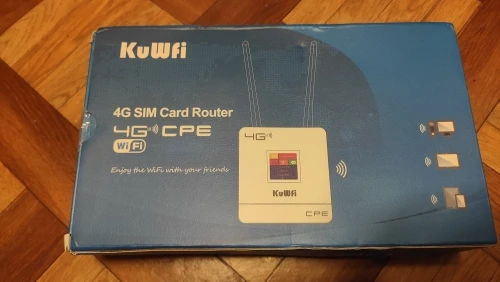 KuWFi
4G SIM Card Router
4G CPE
WiFi
Enjoy the WiFi with your friends
4G
KuWFi
CPE